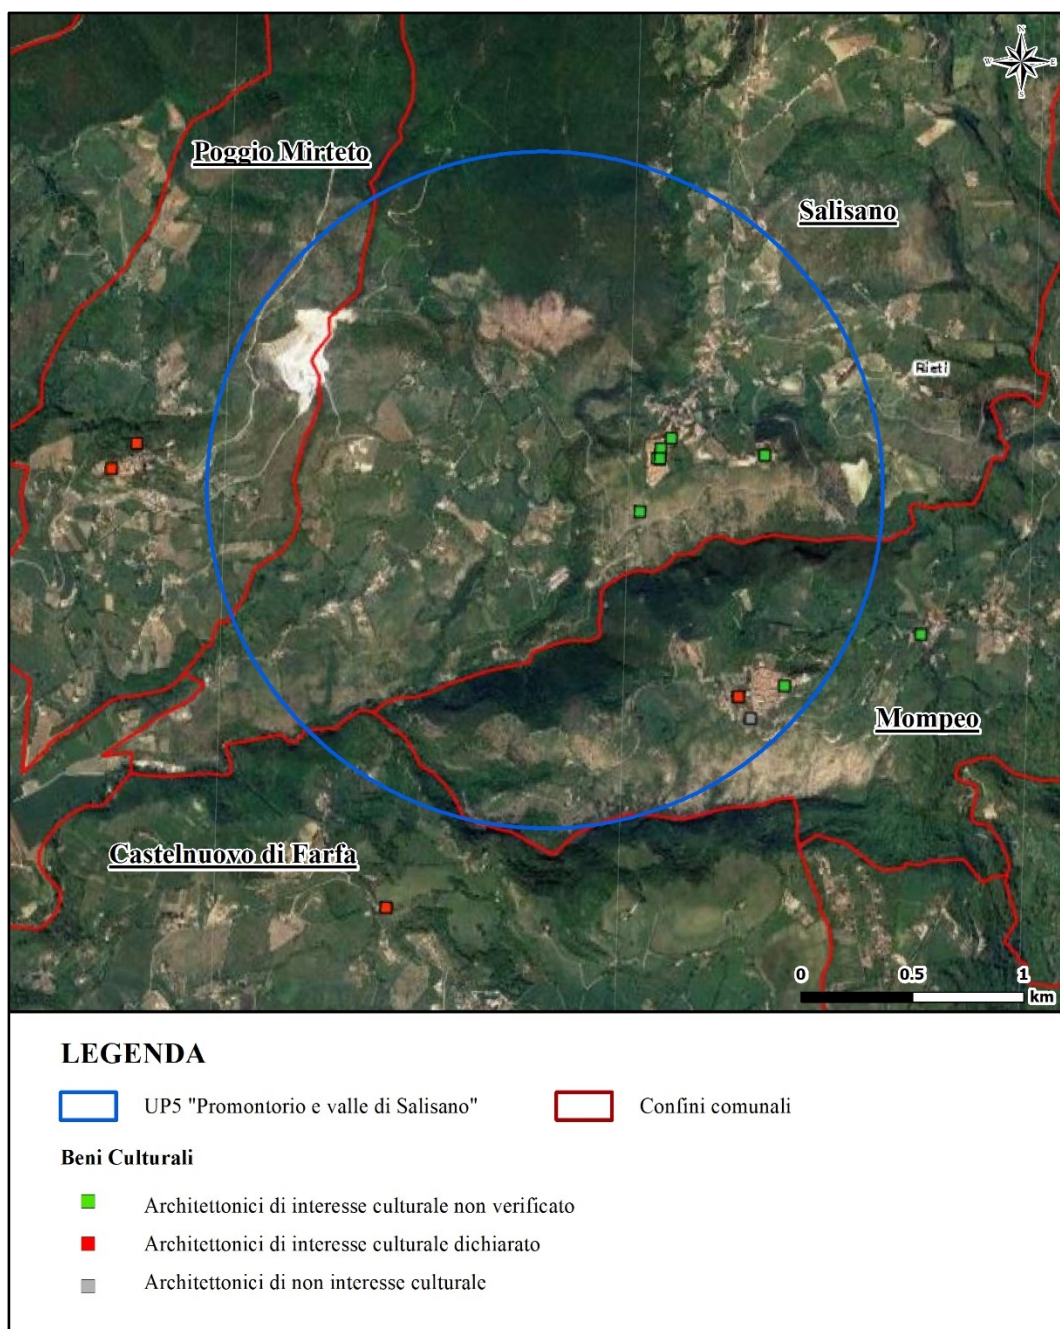 N
W E
S
Poggio Mirteto
Salisano
Rieti
Mompeo
Castelnuovo di Farfa
0 0.5 1
km
LEGENDA
UP5 "Promontorio e valle di Salisano" Confini comunali
Beni Culturali
Architettonici di interesse culturale non verificato
Architettonici di interesse culturale dichiarato
Architettonici di non interesse culturale